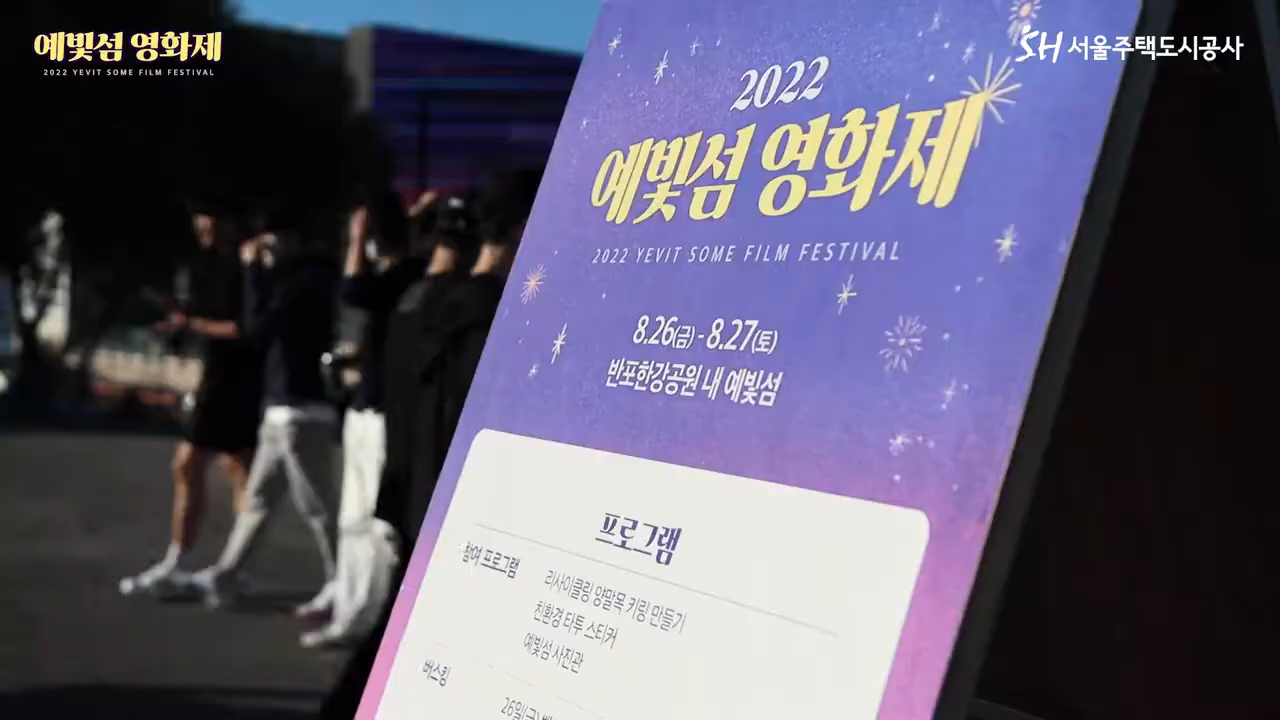 예빛섬 영화제
2022 YEVIT SOME FILM FESTIVAL
SH 서울주택도시공사
2022
예빛섬 영화제
2022 YEVIT SOME FILM FESTIVAL
8.26(금) - 8.27(토)
반포한강공원 내 예빛섬
프로그램
참여 프로그램
리사이클링 양말목 키링 만들기
친환경 타투 스티커
예빛섬 사진관
버스킹
26일(금)